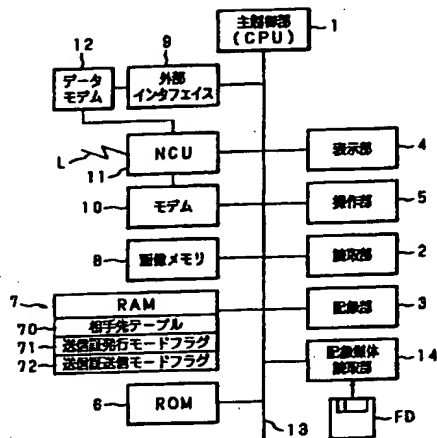 12
9
主制御部
(CPU)
1
データ
モデム
外部
インタフェイス
L
NCU
11
表示部
4
10
モデム
操作部
5
8
画像メモリ
読取部
2
7
RAM
70
相手先テーブル
71
送信証発行モードフラグ
72
送信証送信モードフラグ
記録部
3
記録媒体
読取部
14
6
ROM
13
FD